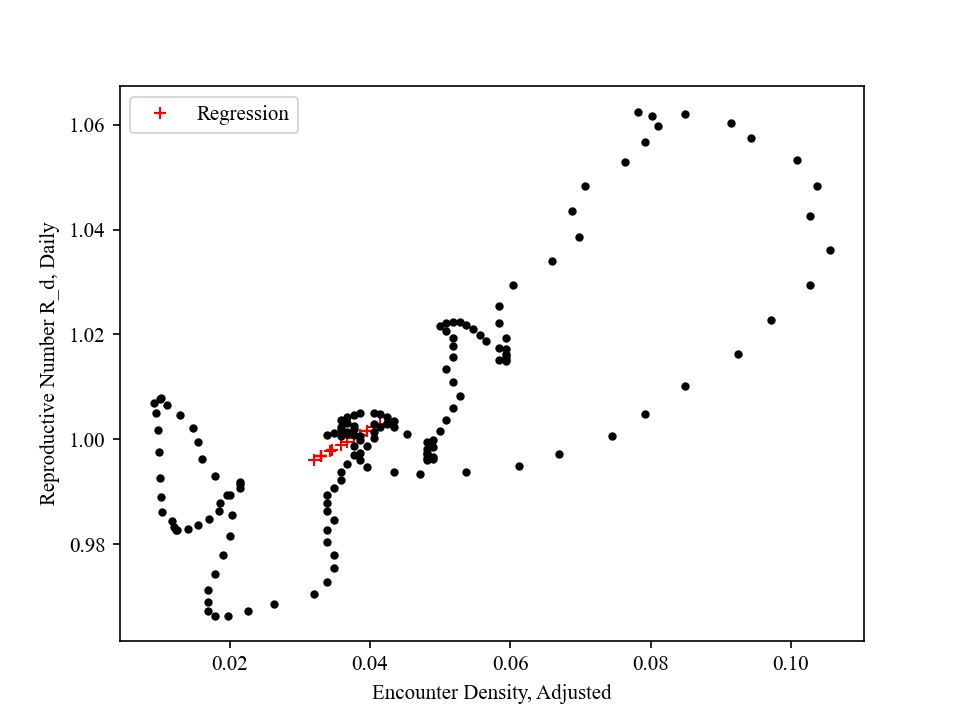 Regression
1.06
1.04
1.02
1.00
0.98
Reproductive Number R_d, Daily
0.02 0.04 0.06 0.08 0.10
Encounter Density, Adjusted